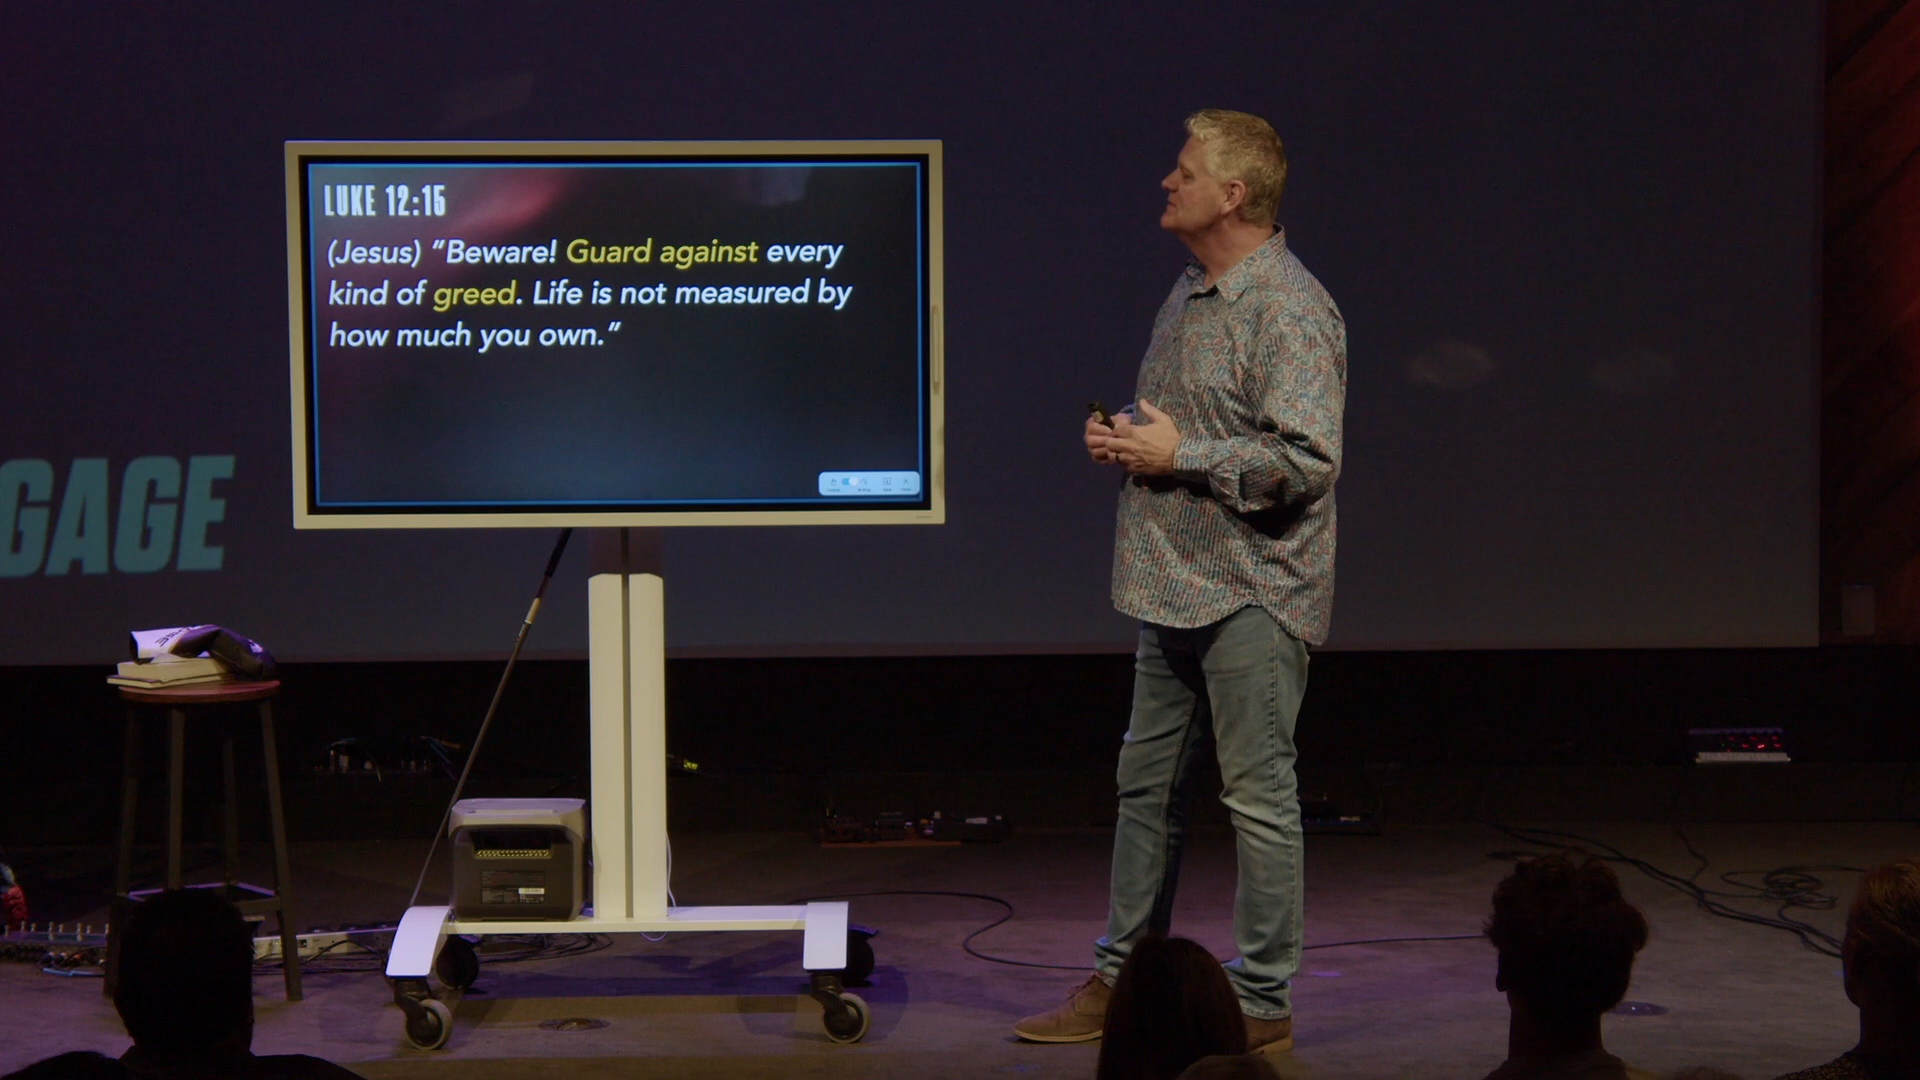 LUKE 12:15
(Jesus) “Beware! Guard against every
kind of greed. Life is not measured by
how much you own.”
GAGE